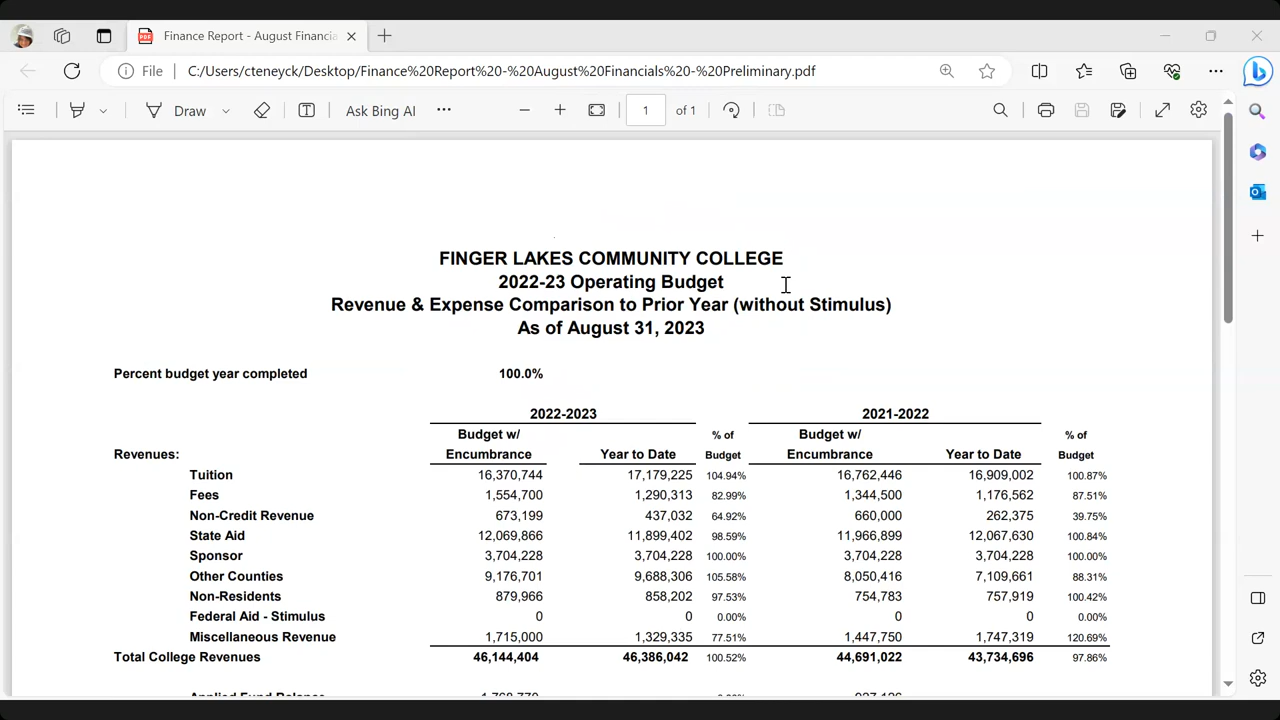 Finance Report - August Financia
File C:/Users/cteneyck/Desktop/Finance%20Report%20-%20August%20Financials%20-%20Preliminary.pdf
Draw Ask Bing AI 1 of 1
FINGER LAKES COMMUNITY COLLEGE
2022-23 Operating Budget
Revenue & Expense Comparison to Prior Year (without Stimulus)
As of August 31, 2023
Percent budget year completed 100.0%
2022-2023 2021-2022
Budget w/ % of Budget w/ % of
Revenues: Encumbrance Year to Date Budget Encumbrance Year to Date Budget
Tuition 16,370,744 17,179,225 104.94% 16,762,446 16,909,002 100.87%
Fees 1,554,700 1,290,313 82.99% 1,344,500 1,176,562 87.51%
Non-Credit Revenue 673,199 437,032 64.92% 660,000 262,375 39.75%
State Aid 12,069,866 11,899,402 98.59% 11,966,899 12,067,630 100.84%
Sponsor 3,704,228 3,704,228 100.00% 3,704,228 3,704,228 100.00%
Other Counties 9,176,701 9,688,306 105.58% 8,050,416 7,109,661 88.31%
Non-Residents 879,966 858,202 97.53% 754,783 757,919 100.42%
Federal Aid - Stimulus 0 0 0.00% 0 0 0.00%
Miscellaneous Revenue 1,715,000 1,329,335 77.51% 1,447,750 1,747,319 120.69%
Total College Revenues 46,144,404 46,386,042 100.52% 44,691,022 43,734,696 97.86%
Applied Fund Balance